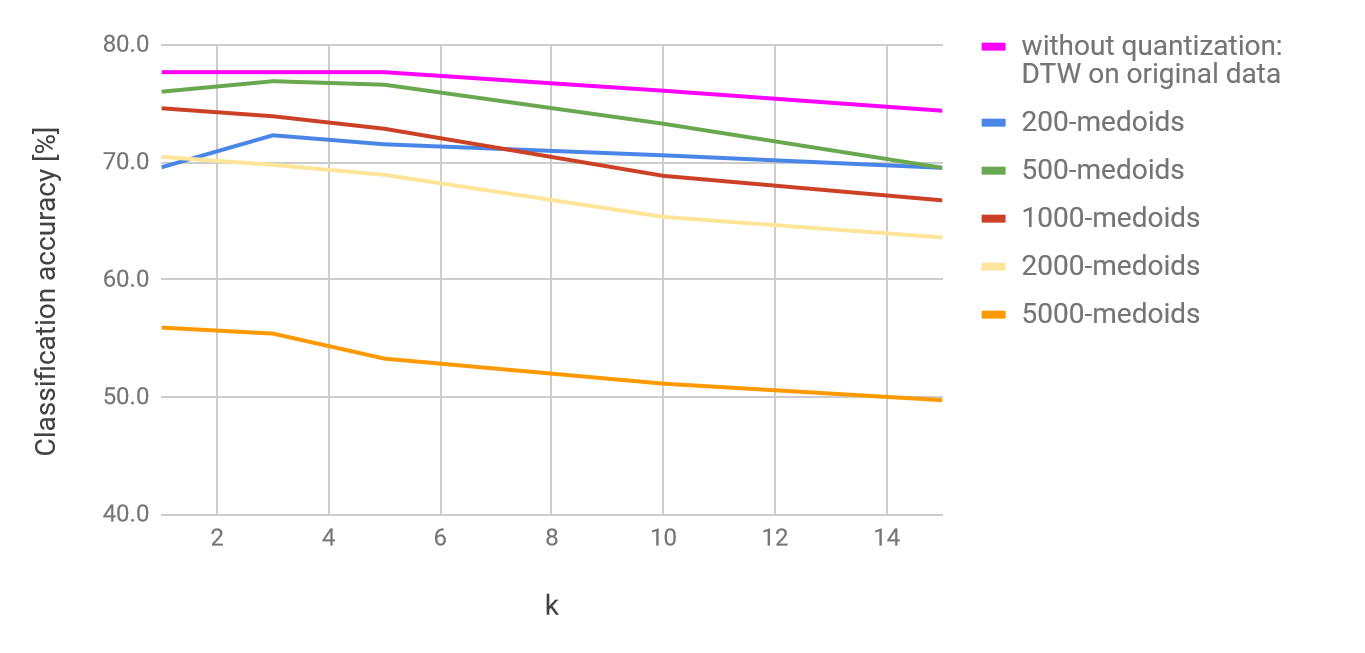 80.0
70.0
60.0
50.0
40.0
Classification accuracy [%]
2 4 6 8 10 12 14
k
without quantization:
DTW on original data
200-medoids
500-medoids
1000-medoids
2000-medoids
5000-medoids